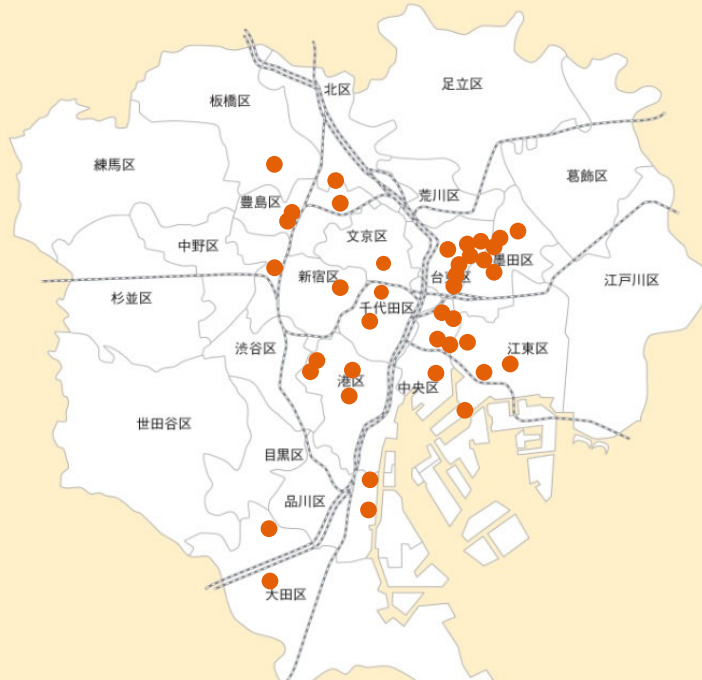 足立区
北区
板橋区
練馬区
葛飾区
荒川区
豊島区
文京区
中野区
墨田区
新宿区
台東区
江戸川区
杉並区
千代田区
渋谷区
江東区
港区
中央区
世田谷区
目黒区
品川区
大田区